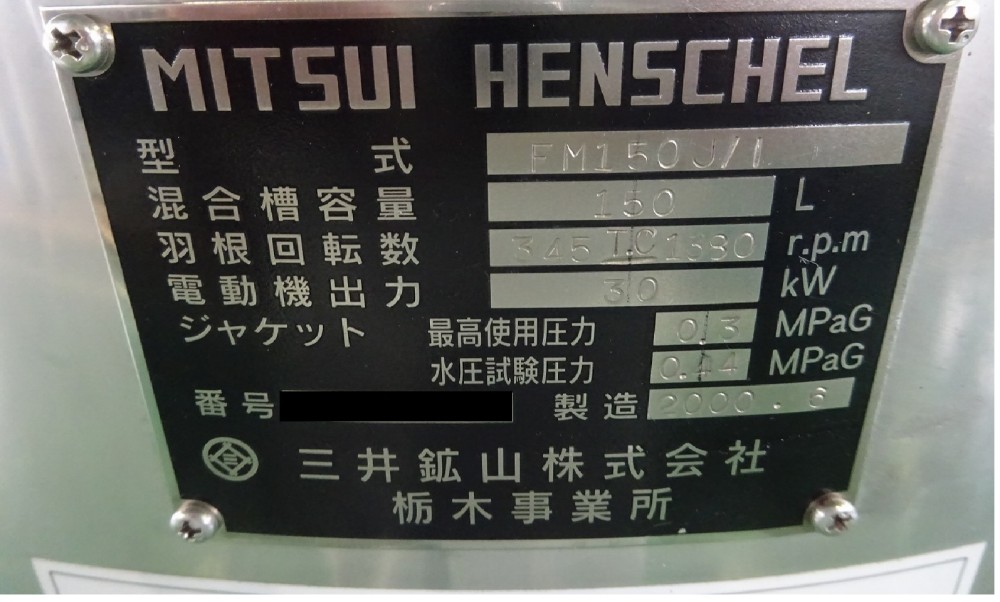 MITSUI HENSCHEL
型式 FM150J/I
混合槽容量 150 L
羽根回転数 345 T.C 1380 r.p.m
電動機出力 30 kW
ジャケット 最高使用圧力 0.3 MPaG
水圧試験圧力 0.44 MPaG
番号 製造 2000.6
三井鉱山株式会社
栃木事業所